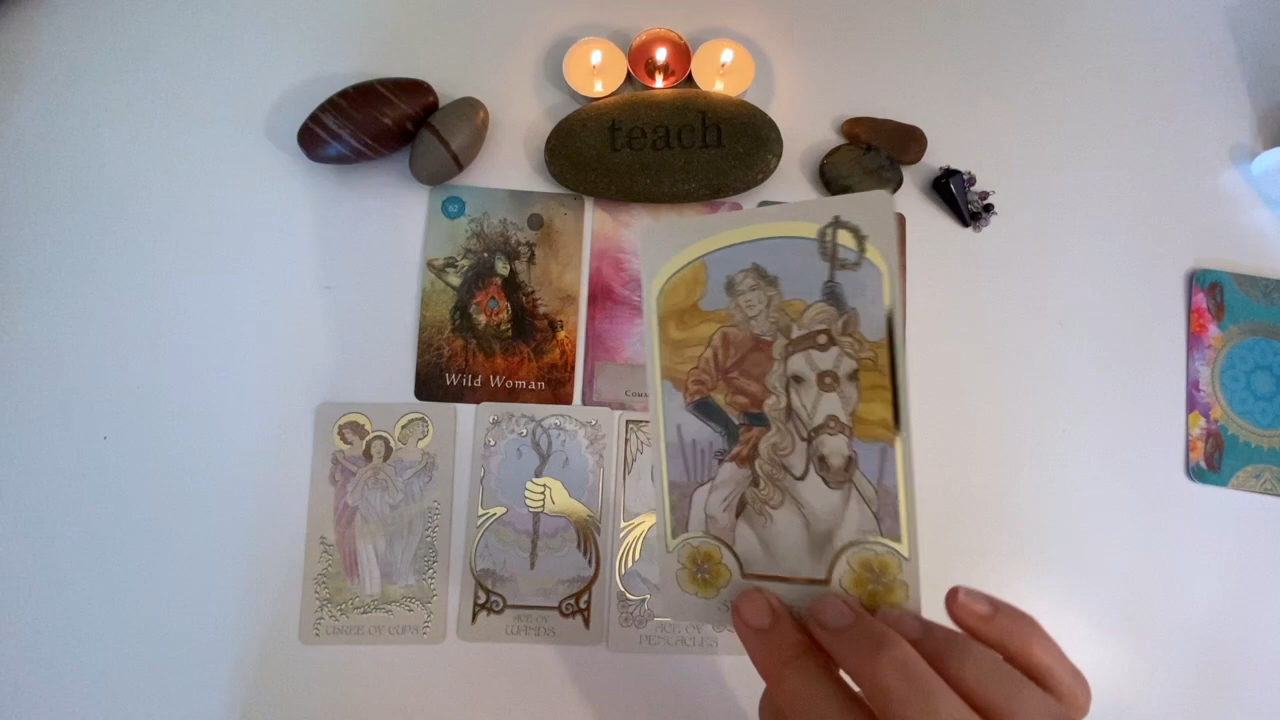 teach
62
Wild Woman
THREE OF CUPS
ACE OF
WANDS
ACE OF
PENTACLES